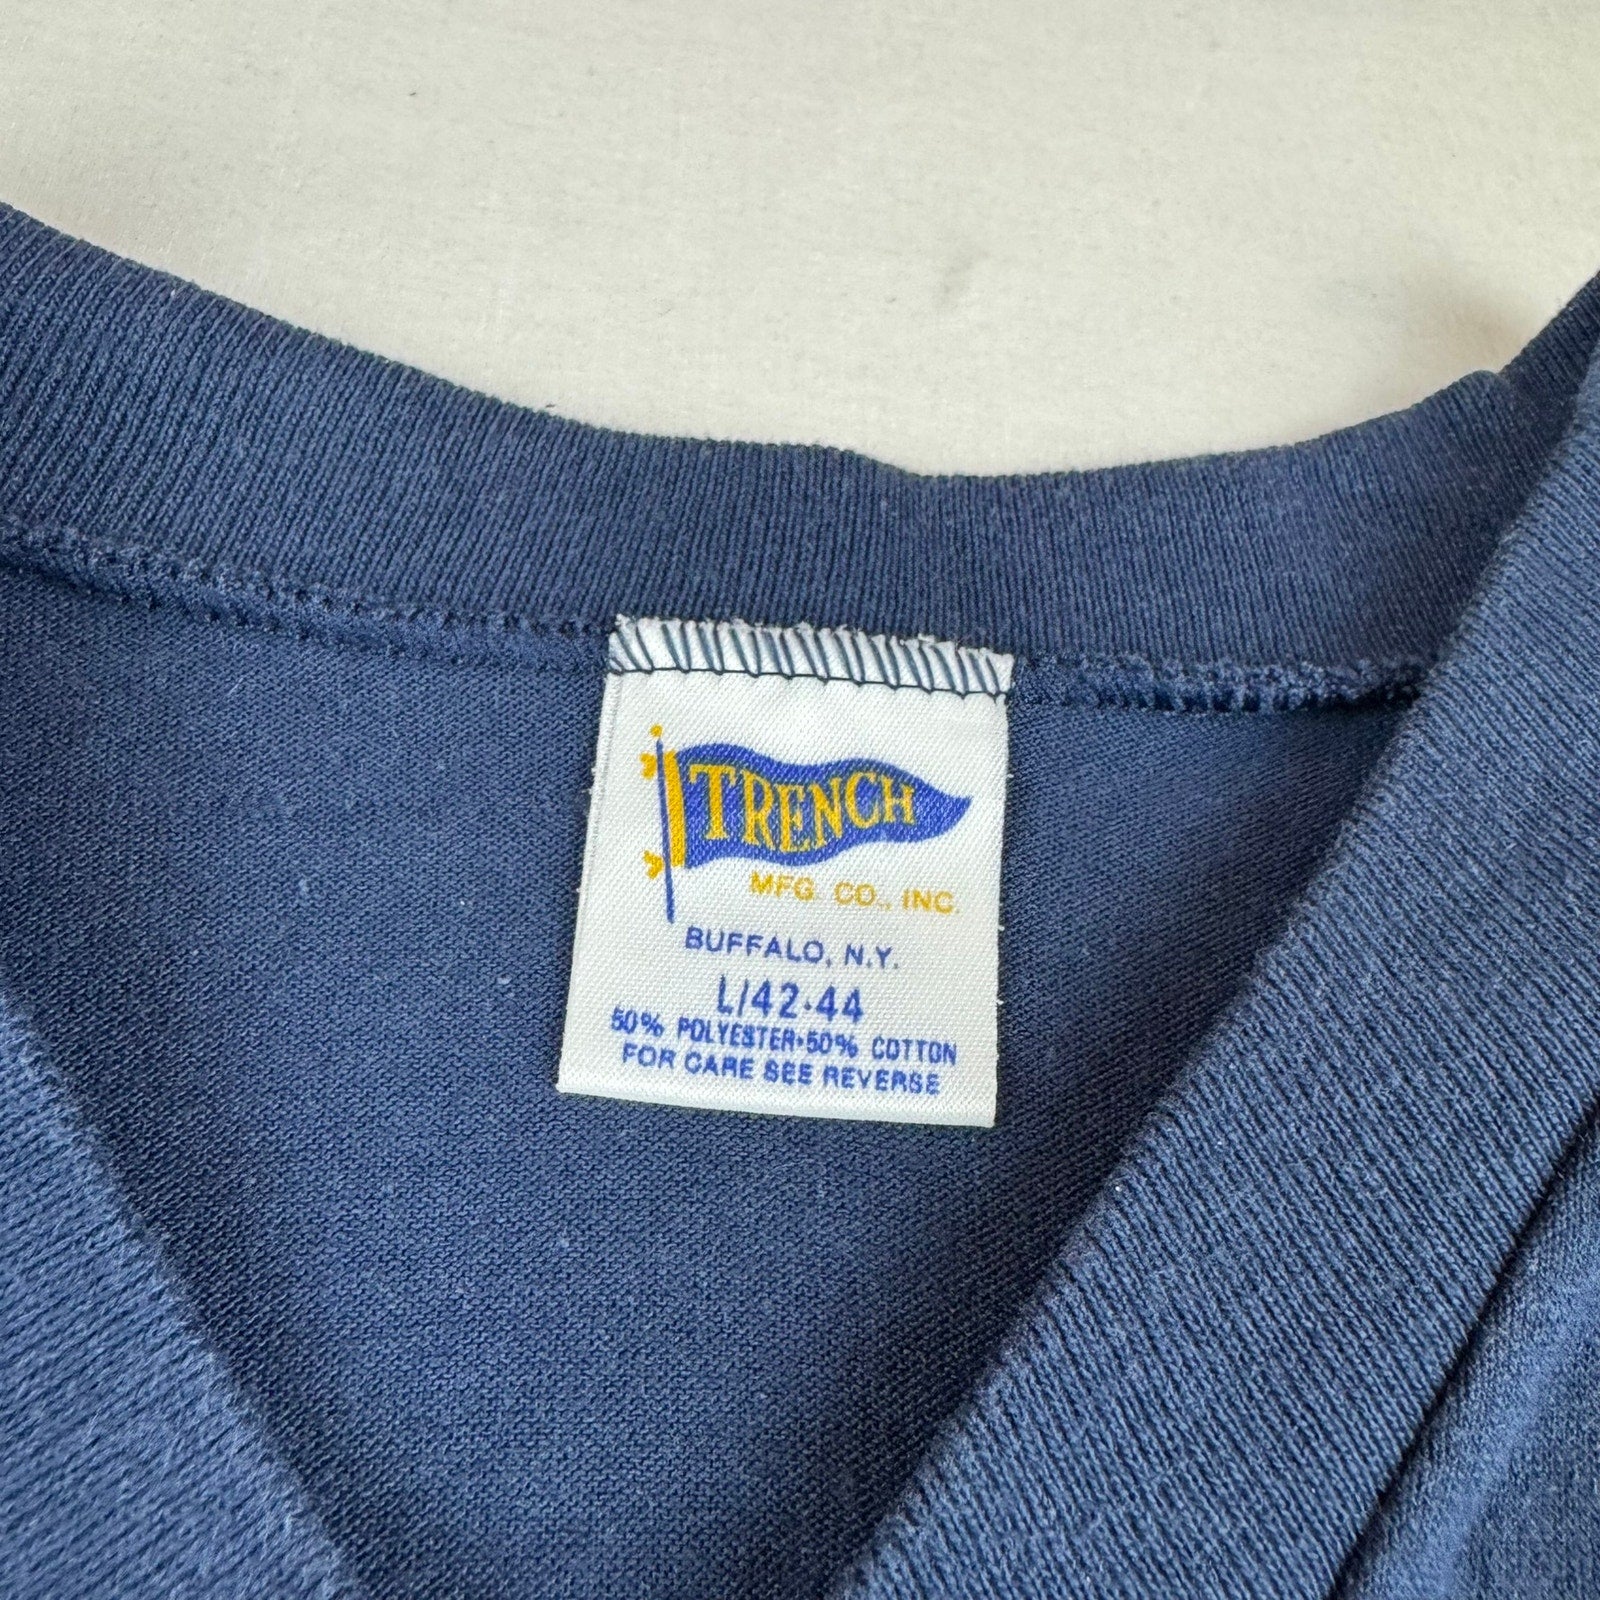 TRENCH
MFG. CO., INC.
BUFFALO, N.Y.
L/42-44
50% POLYESTER•50% COTTON
FOR CARE SEE REVERSE